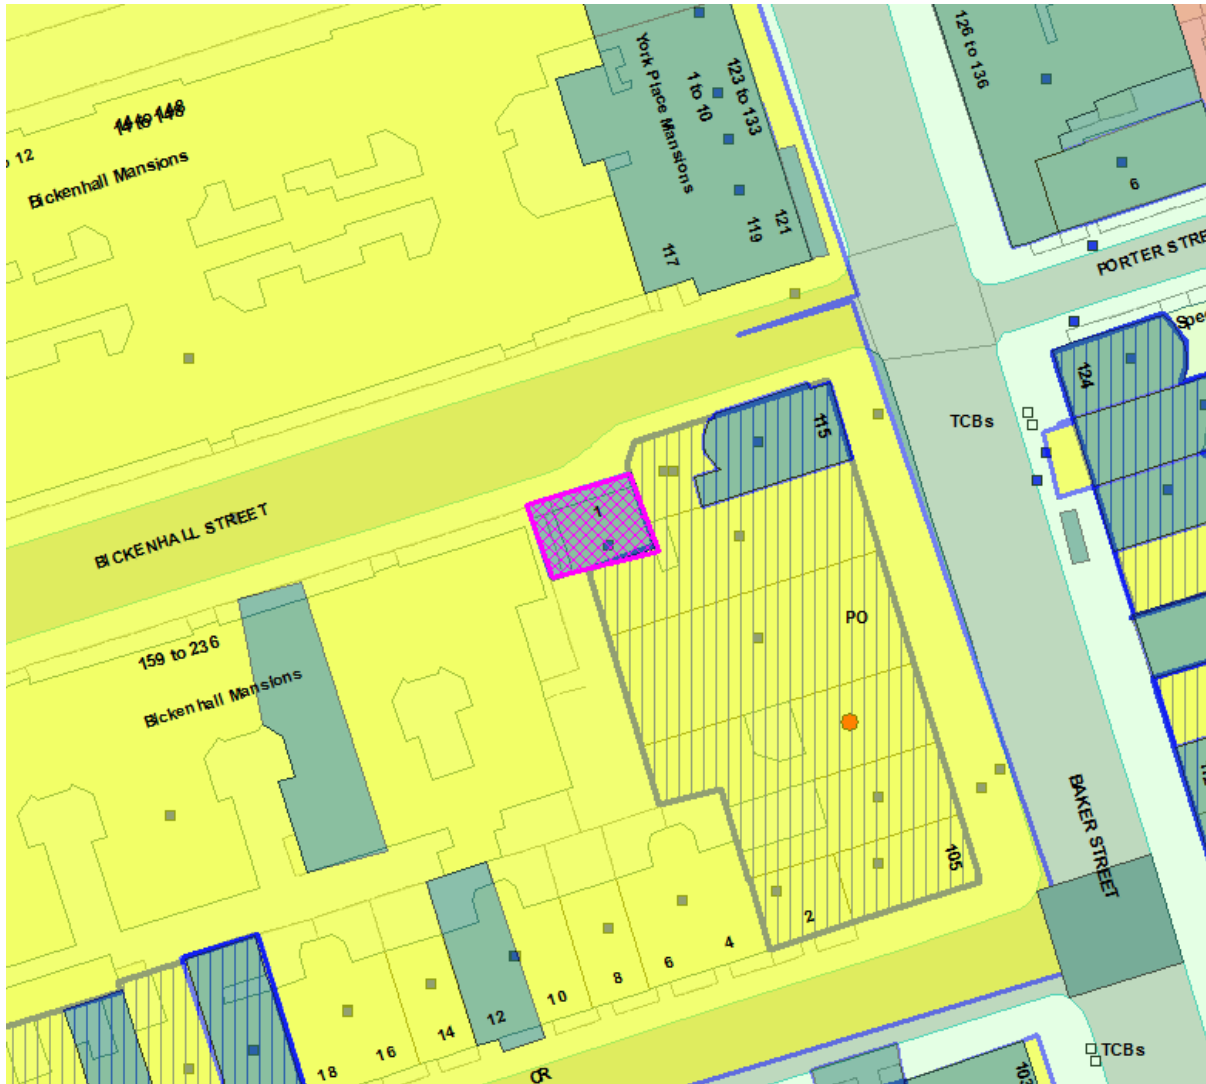 126 to 136
York Place Mansions
1 to 10
123 to 133
14 to 148
12
Bickenhall Mansions
6
121
119
117
PORTER STRE
Spe
124
115
TCBs
1
BICKENHALL STREET
PO
159 to 236
Bickenhall Mansions
BAKER STREET
105
2
4
6
8
10
12
14
16
18
CR
TCBs